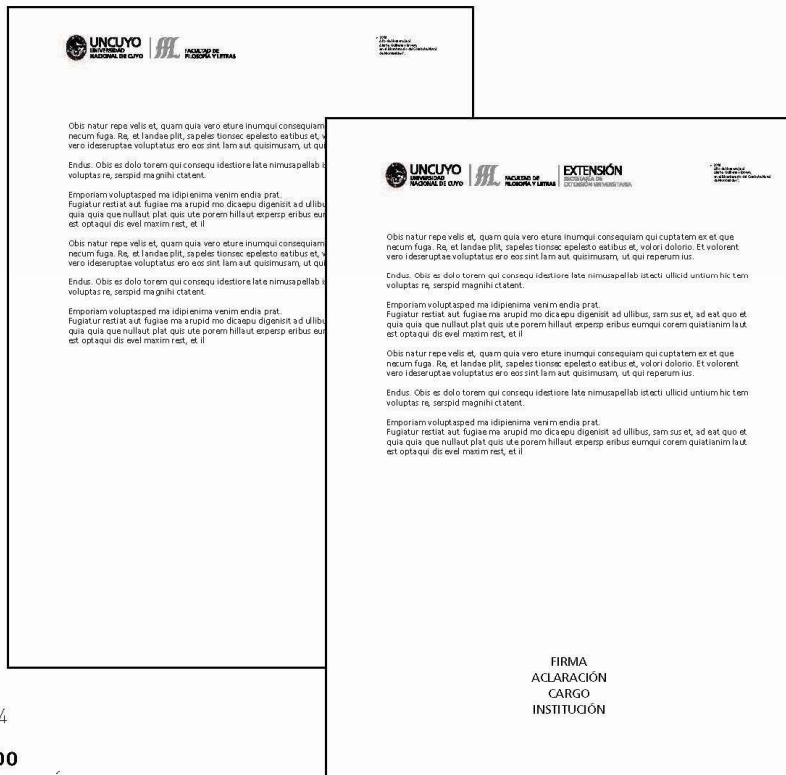 UNCUYO
UNIVERSIDAD
NACIONAL DE CUYO
FACULTAD DE
FILOSOFÍA Y LETRAS
Obis natur repe velis et, quam quia vero eture inumqui consequiam
necum fuga. Re, et landae plit, sapeles tionsec epelesto eatibus et, v
vero ideseruptae voluptatus ero eos sint lam aut quisimusam, ut qui
Endus. Obis es dolo torem qui consequ idestiore late nimusapellab is
voluptas re, serspid magnihi ctatent.
Emporiam voluptasped ma idipienima venim endia prat.
Fugiatur restiat aut fugiae ma arupid mo dicaepu digenisit ad ullibu
quia quia que nullaut plat quis ute porem hillaut expersp eribus eur
est optaqui dis evel maxim rest, et il
Obis natur repe velis et, quam quia vero eture inumqui consequiam
necum fuga. Re, et landae plit, sapeles tionsec epelesto eatibus et, v
vero ideseruptae voluptatus ero eos sint lam aut quisimusam, ut qui
Endus. Obis es dolo torem qui consequ idestiore late nimusapellab is
voluptas re, serspid magnihi ctatent.
Emporiam voluptasped ma idipienima venim endia prat.
Fugiatur restiat aut fugiae ma arupid mo dicaepu digenisit ad ullibu
quia quia que nullaut plat quis ute porem hillaut expersp eribus eur
est optaqui dis evel maxim rest, et il
UNCUYO
UNIVERSIDAD
NACIONAL DE CUYO
FACULTAD DE
FILOSOFÍA Y LETRAS
EXTENSIÓN
SECRETARÍA DE
EXTENSIÓN UNIVERSITARIA
Obis natur repe velis et, quam quia vero eture inumqui consequiam qui cuptatem ex et que
necum fuga. Re, et landae plit, sapeles tionsec epelesto eatibus et, volori dolorio. Et volorent
vero ideseruptae voluptatus ero eos sint lam aut quisimusam, ut qui reperum ius.
Endus. Obis es dolo torem qui consequ idestiore late nimusapellab istecti ullicid untium hic tem
voluptas re, serspid magnihi ctatent.
Emporiam voluptasped ma idipienima venim endia prat.
Fugiatur restiat aut fugiae ma arupid mo dicaepu digenisit ad ullibus, sam sus et, ad eat quo et
quia quia que nullaut plat quis ute porem hillaut expersp eribus eumqui corem quiatianim laut
est optaqui dis evel maxim rest, et il
Obis natur repe velis et, quam quia vero eture inumqui consequiam qui cuptatem ex et que
necum fuga. Re, et landae plit, sapeles tionsec epelesto eatibus et, volori dolorio. Et volorent
vero ideseruptae voluptatus ero eos sint lam aut quisimusam, ut qui reperum ius.
Endus. Obis es dolo torem qui consequ idestiore late nimusapellab istecti ullicid untium hic tem
voluptas re, serspid magnihi ctatent.
Emporiam voluptasped ma idipienima venim endia prat.
Fugiatur restiat aut fugiae ma arupid mo dicaepu digenisit ad ullibus, sam sus et, ad eat quo et
quia quia que nullaut plat quis ute porem hillaut expersp eribus eumqui corem quiatianim laut
est optaqui dis evel maxim rest, et il
FIRMA
ACLARACIÓN
CARGO
INSTITUCIÓN
4
00